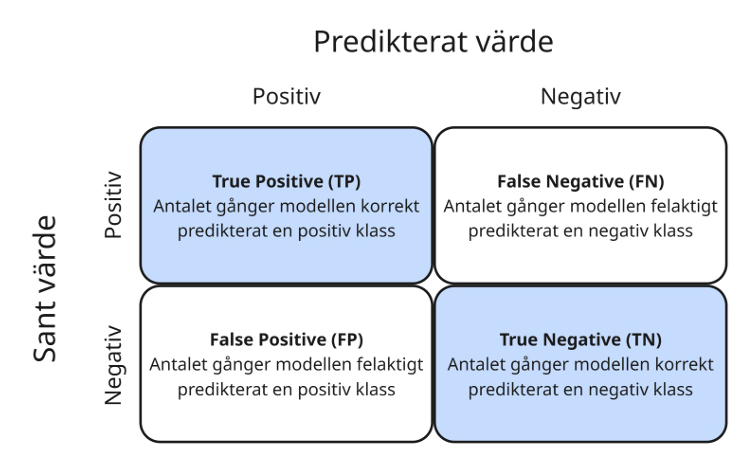 Predikterat värde
Positiv
Negativ
Sant värde
Positiv
True Positive (TP)
Antalet gånger modellen korrekt
predikterat en positiv klass
False Negative (FN)
Antalet gånger modellen felaktigt
predikterat en negativ klass
Negativ
False Positive (FP)
Antalet gånger modellen felaktigt
predikterat en positiv klass
True Negative (TN)
Antalet gånger modellen korrekt
predikterat en negativ klass